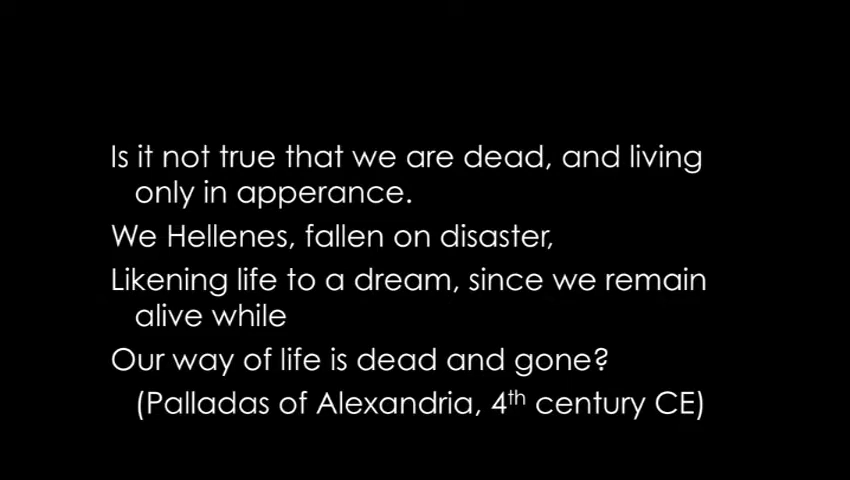 Is it not true that we are dead, and living
only in apperance.
We Hellenes, fallen on disaster,
Likening life to a dream, since we remain
alive while
Our way of life is dead and gone?
(Palladas of Alexandria, 4th century CE)